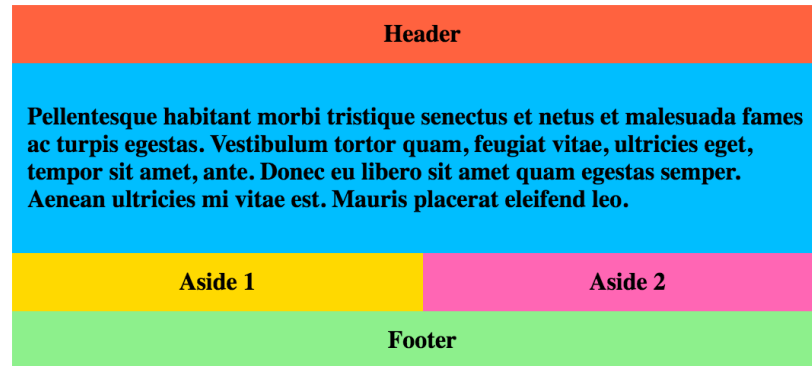 Header
Pellentesque habitant morbi tristique senectus et netus et malesuada fames
ac turpis egestas. Vestibulum tortor quam, feugiat vitae, ultricies eget,
tempor sit amet, ante. Donec eu libero sit amet quam egestas semper.
Aenean ultricies mi vitae est. Mauris placerat eleifend leo.
Aside 1
Aside 2
Footer